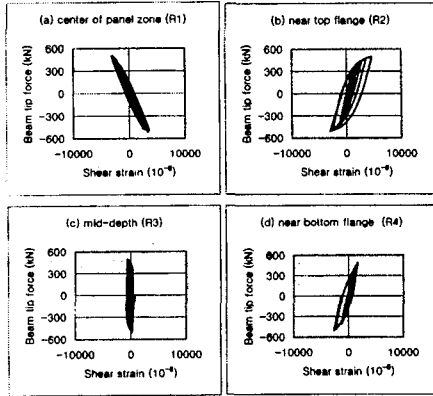 (a) center of panel zone (R1)
Beam tip force (kN)
600
300
0
-300
-600
-10000
0
10000
Shear strain (10⁻⁶)
(b) near top flange (R2)
Beam tip force (kN)
600
300
0
-300
-600
-10000
0
10000
Shear strain (10⁻⁶)
(c) mid-depth (R3)
Beam tip force (kN)
600
300
0
-300
-600
-10000
0
10000
Shear strain (10⁻⁶)
(d) near bottom flange (R4)
Beam tip force (kN)
600
300
0
-300
-600
-10000
0
10000
Shear strain (10⁻⁶)